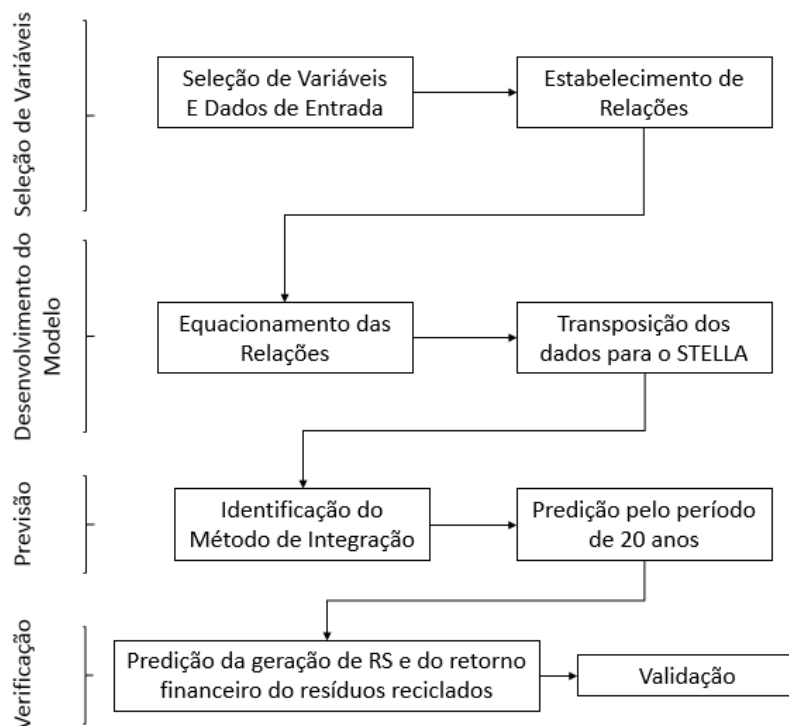 Seleção de Variáveis
Seleção de Variáveis
E Dados de Entrada
Estabelecimento de
Relações
Desenvolvimento do
Modelo
Equacionamento das
Relações
Transposição dos
dados para o STELLA
Previsão
Identificação do
Método de Integração
Predição pelo período
de 20 anos
Verificação
Predição da geração de RS e do retorno
financeiro do resíduos reciclados
Validação